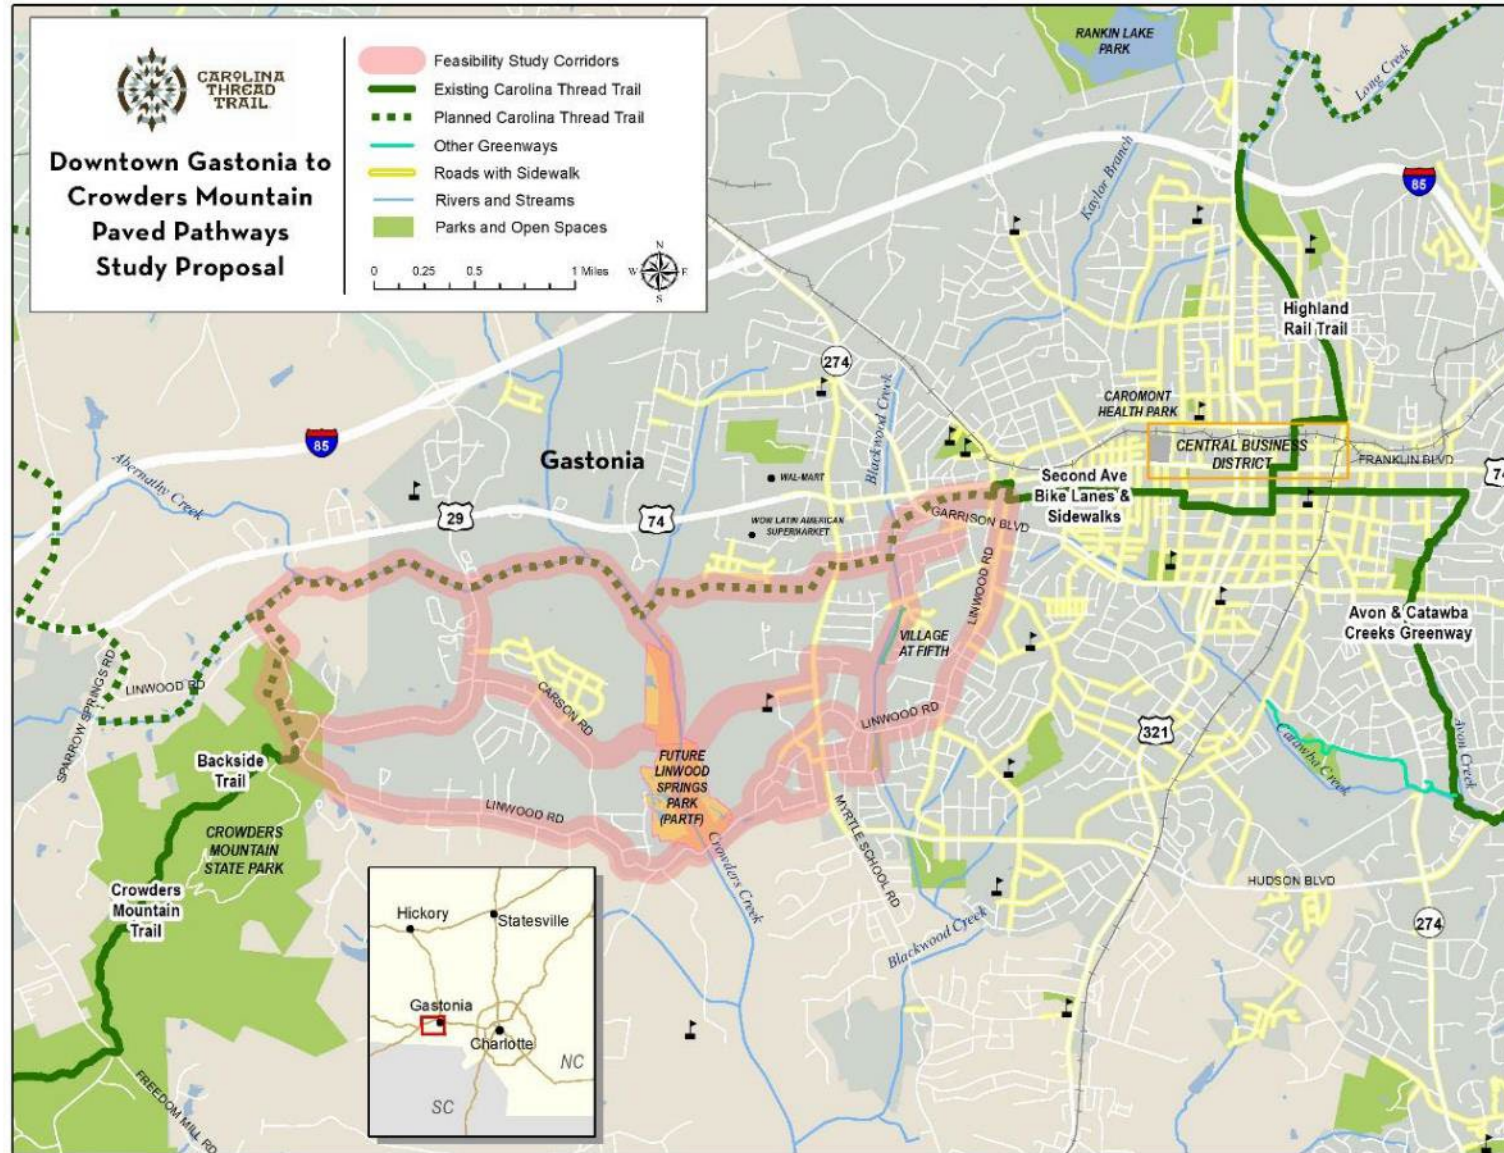 CAROLINA
THREAD
TRAIL
Downtown Gastonia to
Crowders Mountain
Paved Pathways
Study Proposal
Feasibility Study Corridors
Existing Carolina Thread Trail
Planned Carolina Thread Trail
Other Greenways
Roads with Sidewalk
Rivers and Streams
Parks and Open Spaces
0 0.25 0.5 1 Miles
N
W E
S
RANKIN LAKE
PARK
Long Creek
Kaylor Branch
85
Highland
Rail Trail
274
CAROMONT
HEALTH PARK
Blackwood Creek
CENTRAL BUSINESS
DISTRICT
FRANKLIN BLVD
74
85
Abernathy Creek
Gastonia
WAL-MART
Second Ave
Bike Lanes &
Sidewalks
29
74
WOW LATIN AMERICAN
SUPERMARKET
GARRISON BLVD
LINWOOD RD
Avon & Catawba
Creeks Greenway
VILLAGE
AT FIFTH
LINWOOD RD
SPARROW SPRINGS RD
CARSON RD
LINWOOD RD
321
Catawba Creek
Avon Creek
Backside
Trail
FUTURE
LINWOOD
SPRINGS
PARK
(PARTF)
LINWOOD RD
CROWDERS
MOUNTAIN
STATE PARK
Crowders Creek
MYRTLE SCHOOL RD
HUDSON BLVD
Crowders
Mountain
Trail
274
Blackwood Creek
Hickory
Statesville
Gastonia
Charlotte
NC
SC
FREEDOM MILL RD